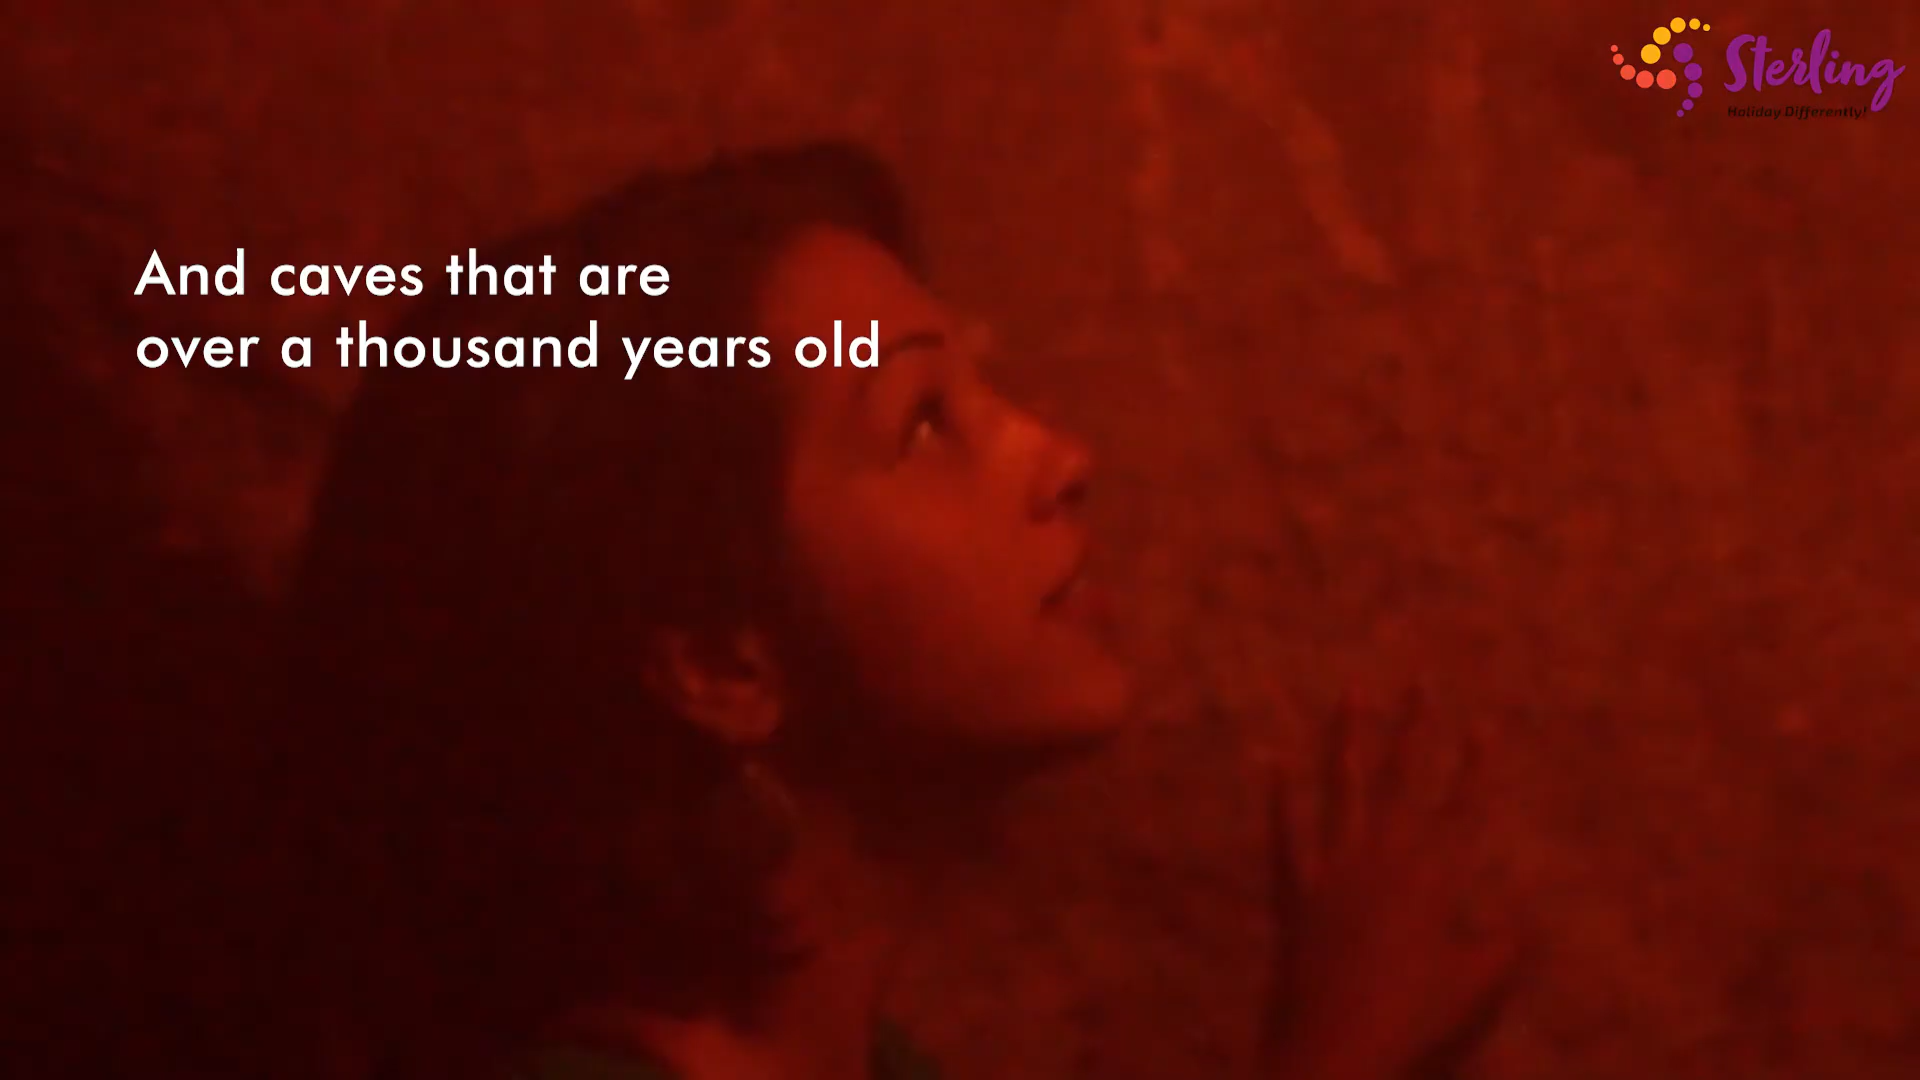 Sterling
Holiday Differently!
And caves that are
over a thousand years old